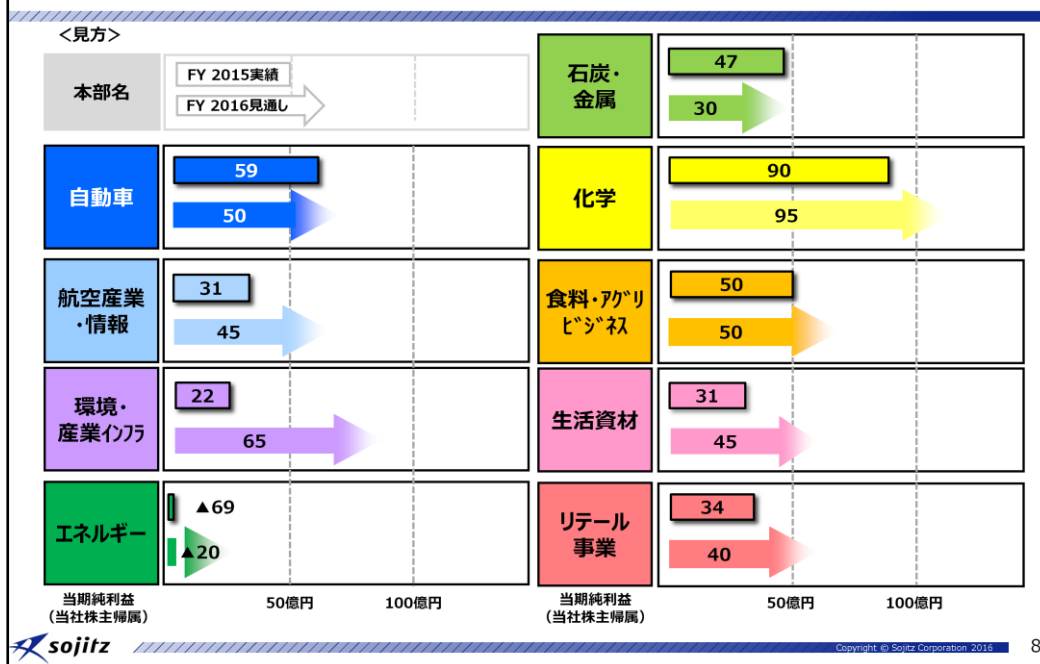 <見方>
本部名
FY 2015実績
FY 2016見通し
自動車
59
50
航空産業
・情報
31
45
環境・
産業ｲﾝﾌﾗ
22
65
エネルギー
▲69
▲20
当期純利益
(当社株主帰属)
50億円
100億円
石炭・
金属
47
30
化学
90
95
食料・ｱｸﾞﾘ
ﾋﾞｼﾞﾈｽ
50
50
生活資材
31
45
リテール
事業
34
40
当期純利益
(当社株主帰属)
50億円
100億円
sojitz
Copyright © Sojitz Corporation 2016
8